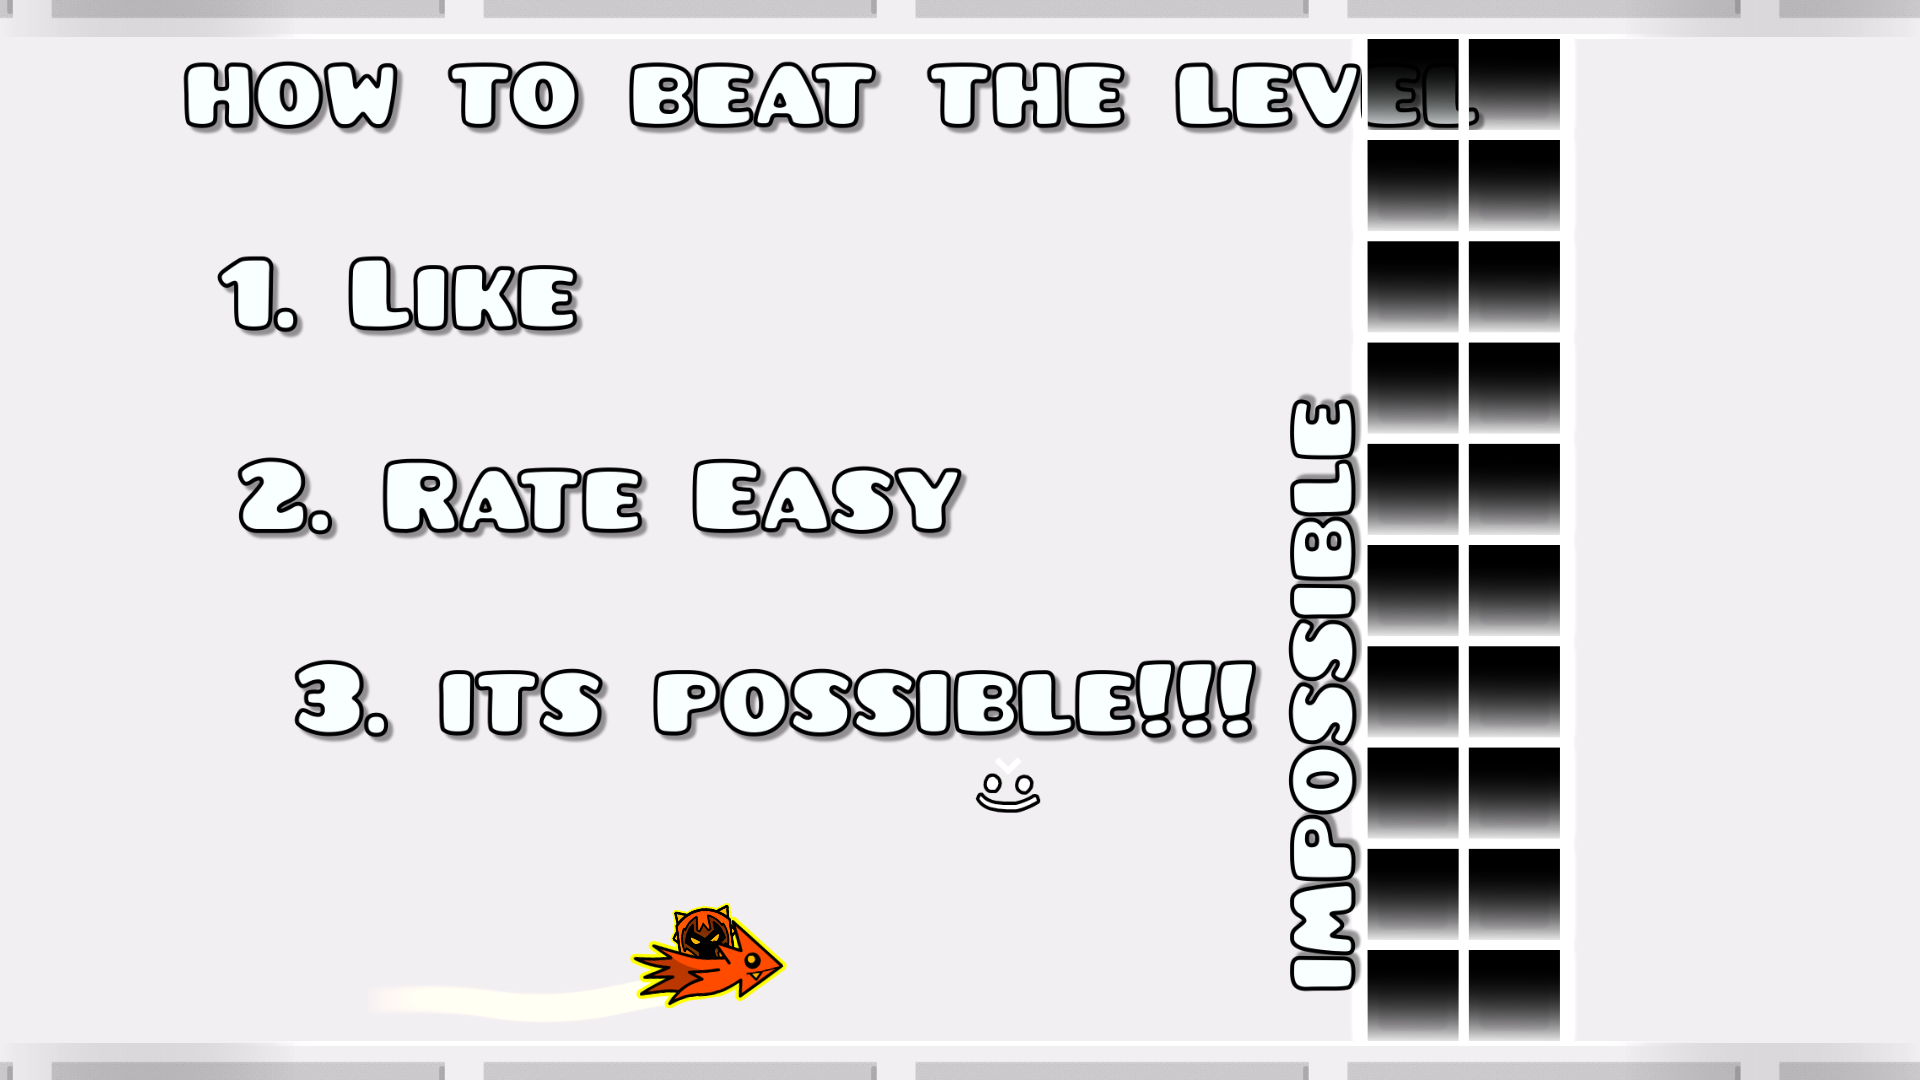 HOW TO BEAT THE LEVEL
1. LIKE
2. RATE EASY
3. ITS POSSIBLE!!!
IMPOSSIBLE